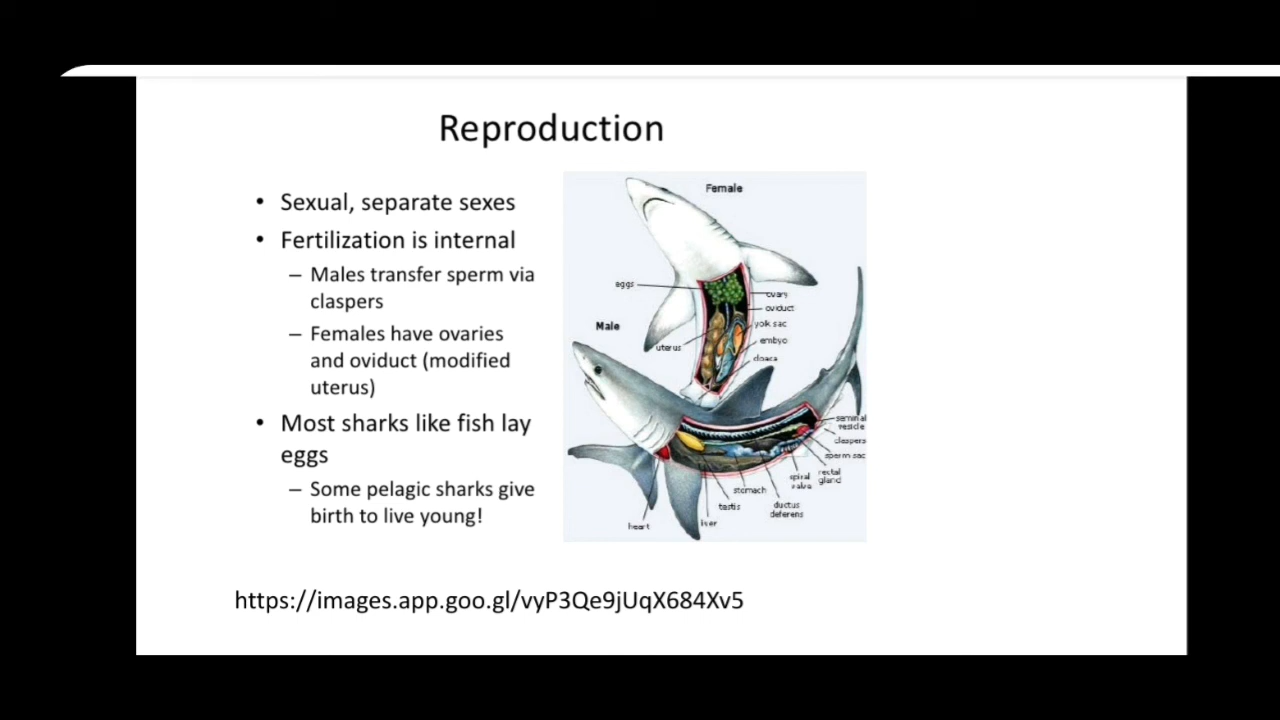 Reproduction
• Sexual, separate sexes
• Fertilization is internal
– Males transfer sperm via
claspers
– Females have ovaries
and oviduct (modified
uterus)
• Most sharks like fish lay
eggs
– Some pelagic sharks give
birth to live young!
Female
eggs
ovary
oviduct
yolk sac
Male
uterus
embyo
cloaca
seminal
vesicle
claspers
sperm sac
rectal
gland
spiral
valve
stomach
testis
ductus
deferens
liver
heart
https://images.app.goo.gl/vyP3Qe9jUqX684Xv5